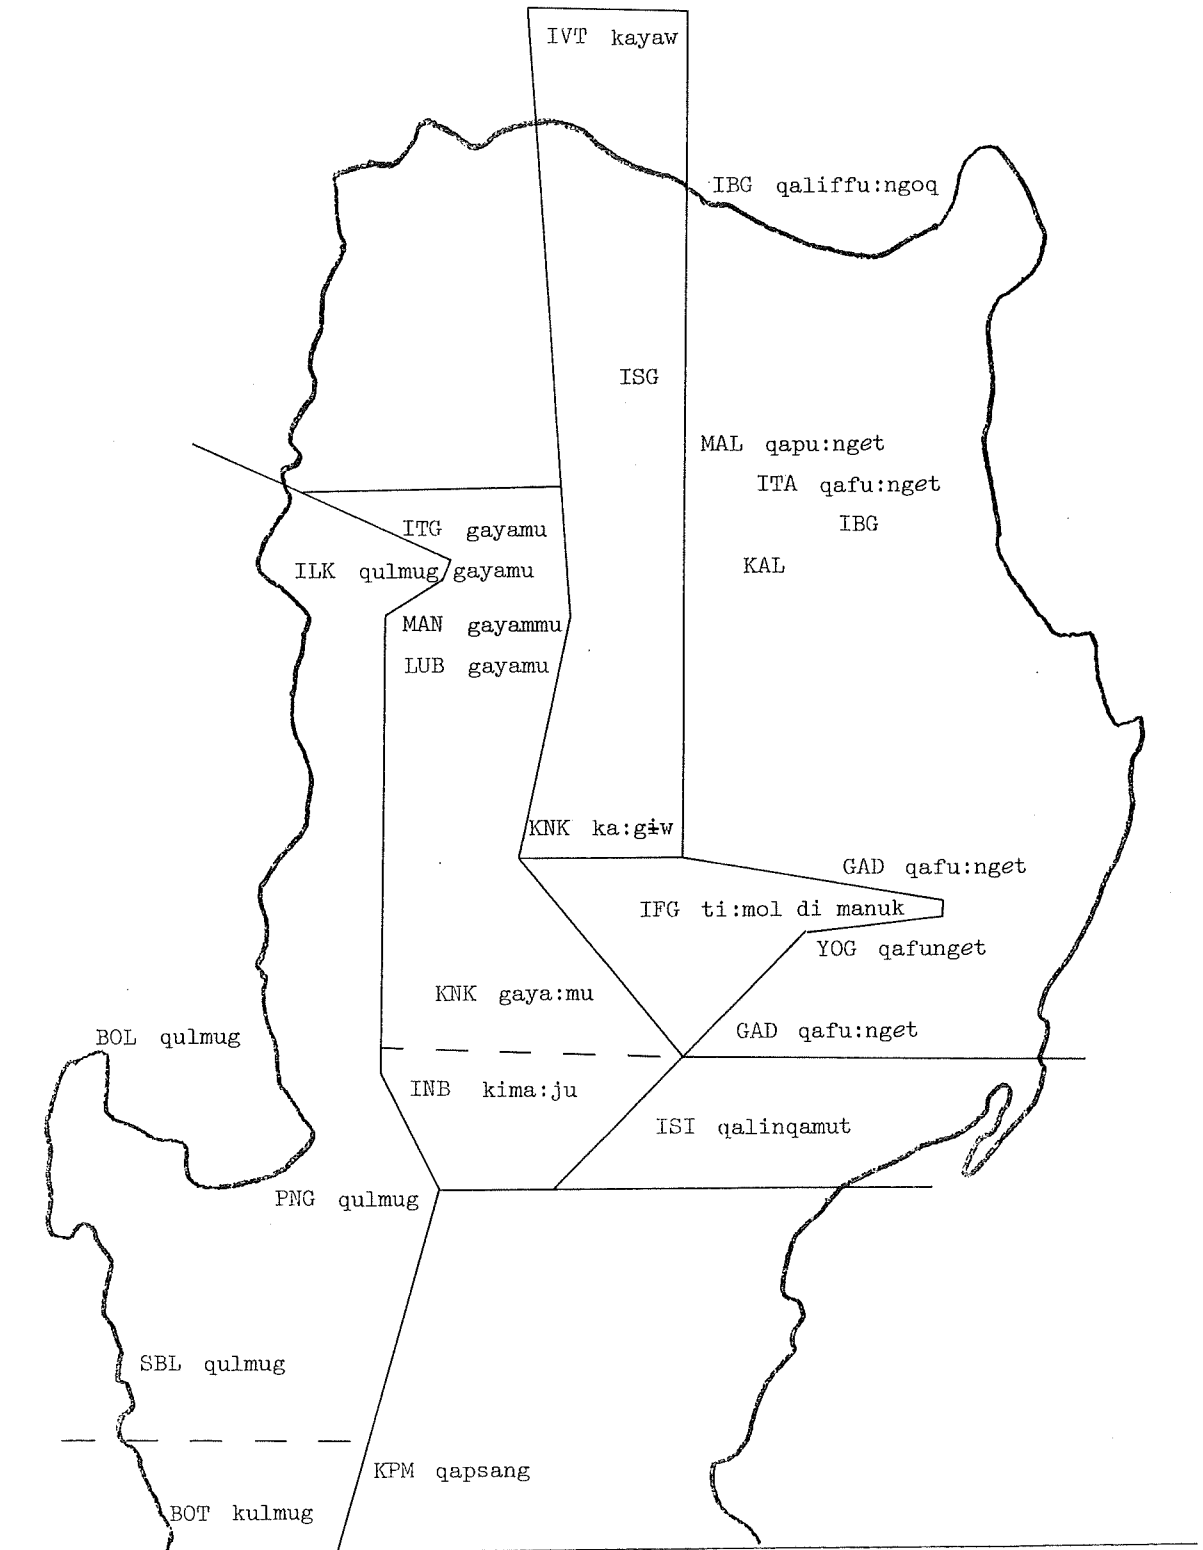 IVT kayaw
IBG qaliffu:ngoq
ISG
MAL qapu:nget
ITA qafu:nget
IBG
ITG gayamu
KAL
ILK qulmug/gayamu
MAN gayammu
LUB gayamu
KNK ka:gɨw
GAD qafu:nget
IFG ti:mol di manuk
YOG qafunget
KNK gaya:mu
GAD qafu:nget
BOL qulmug
INB kima:ju
ISI qalinqamut
PNG qulmug
SBL qulmug
KPM qapsang
BOT kulmug